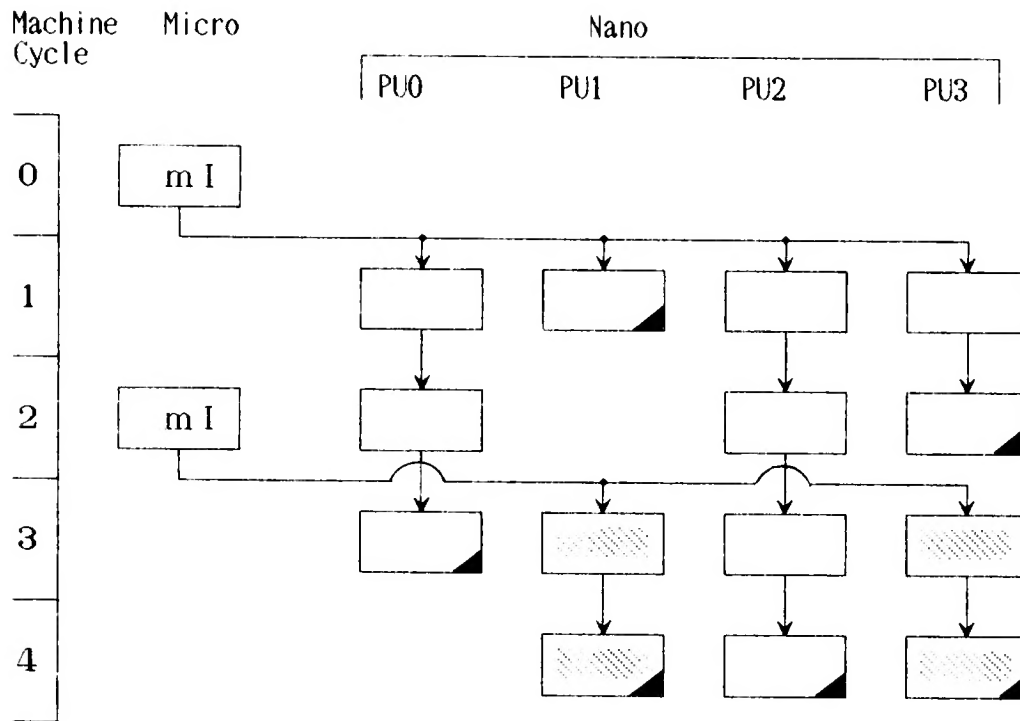 Machine Micro Nano
Cycle
PU0 PU1 PU2 PU3
0 m I
1
2 m I
3
4